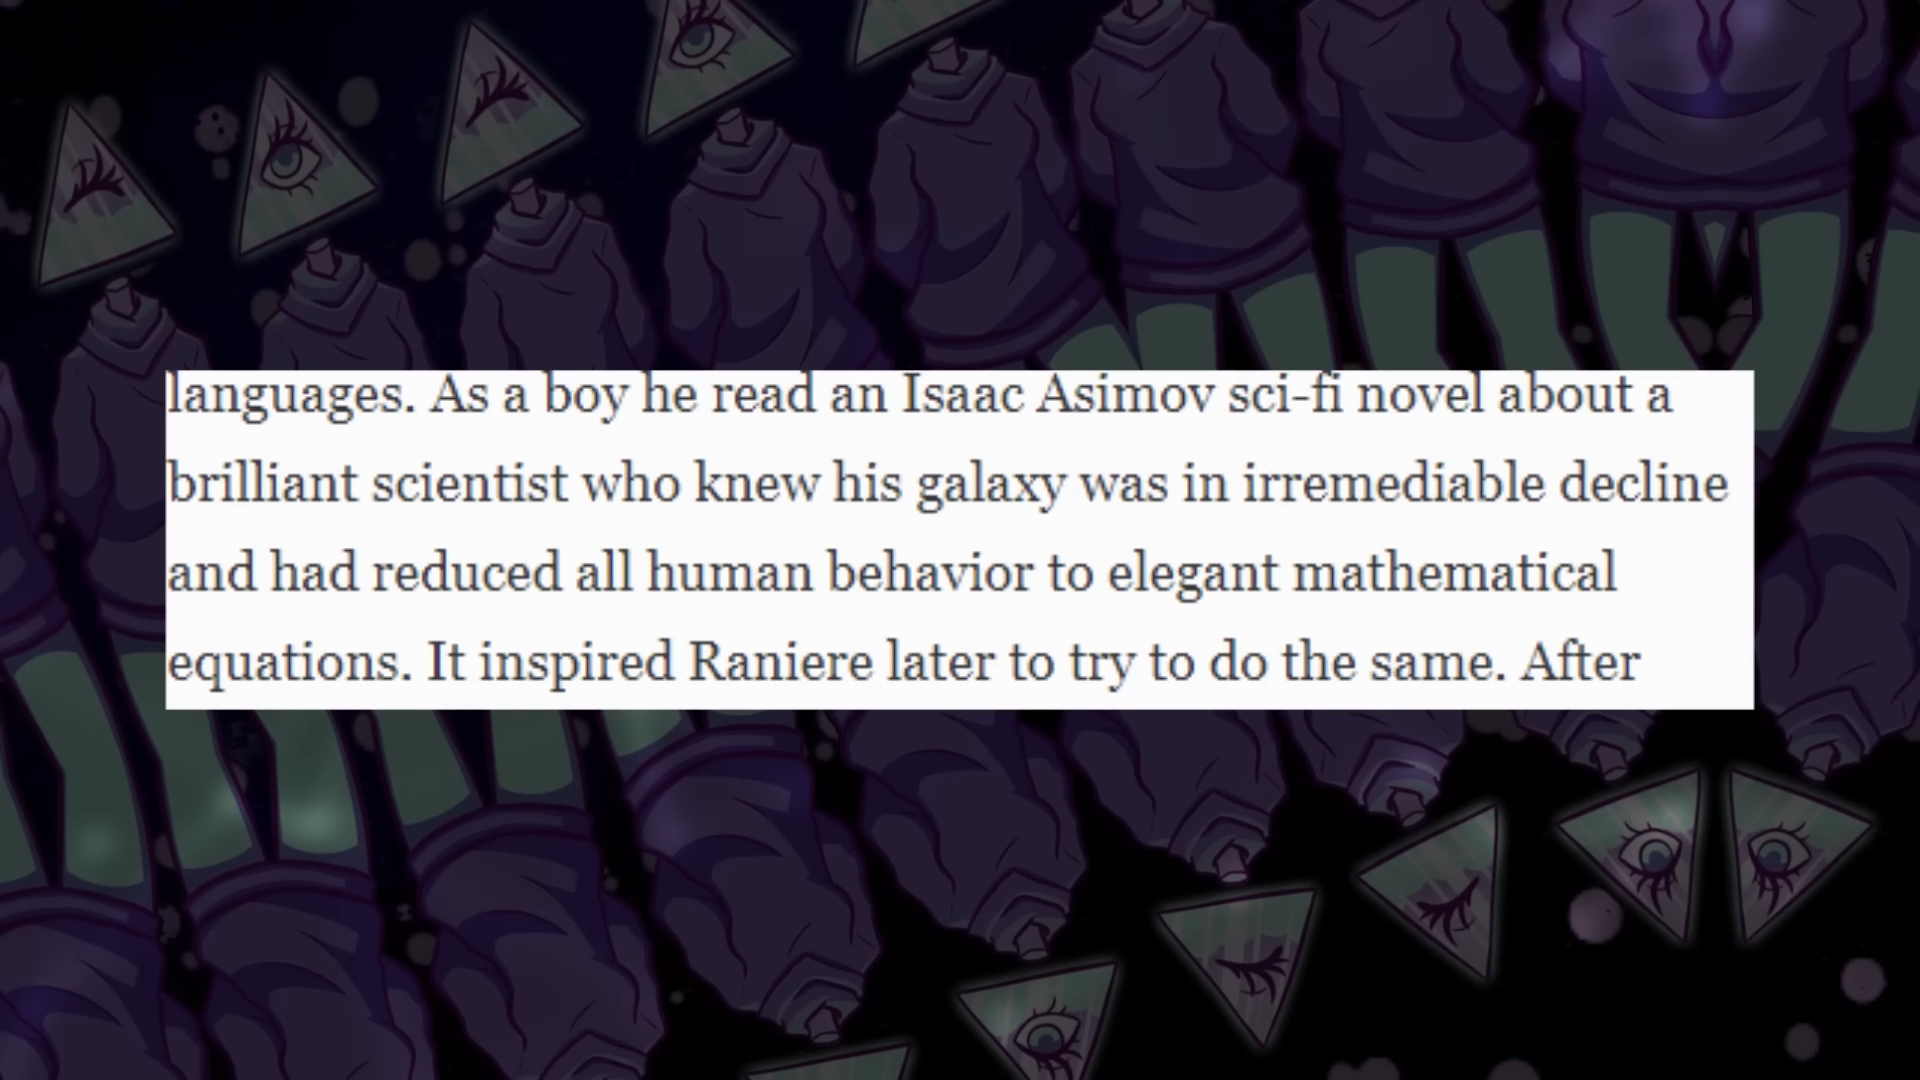 languages. As a boy he read an Isaac Asimov sci-fi novel about a
brilliant scientist who knew his galaxy was in irremediable decline
and had reduced all human behavior to elegant mathematical
equations. It inspired Raniere later to try to do the same. After